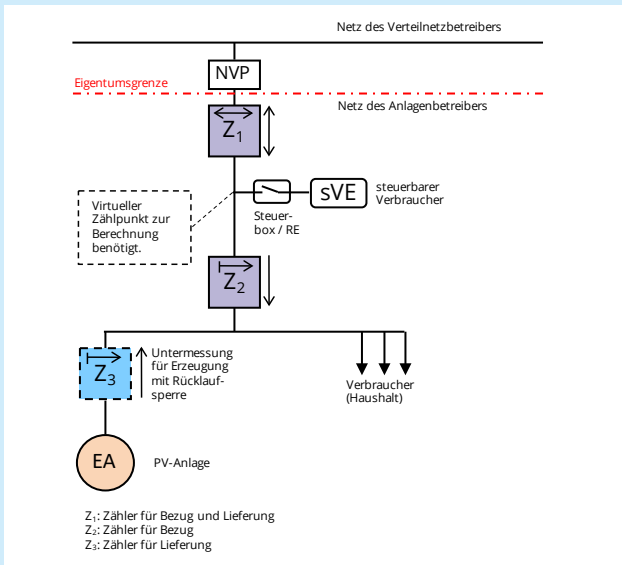 Netz des Verteilnetzbetreibers
NVP
Eigentumsgrenze
Netz des Anlagenbetreibers
Z₁
Virtueller
Zählpunkt zur
Berechnung
benötigt.
Steuer-
box / RE
sVE
steuerbarer
Verbraucher
Z₂
Z₃
Untermessung
für Erzeugung
mit Rücklauf-
sperre
Verbraucher
(Haushalt)
EA
PV-Anlage
Z₁: Zähler für Bezug und Lieferung
Z₂: Zähler für Bezug
Z₃: Zähler für Lieferung